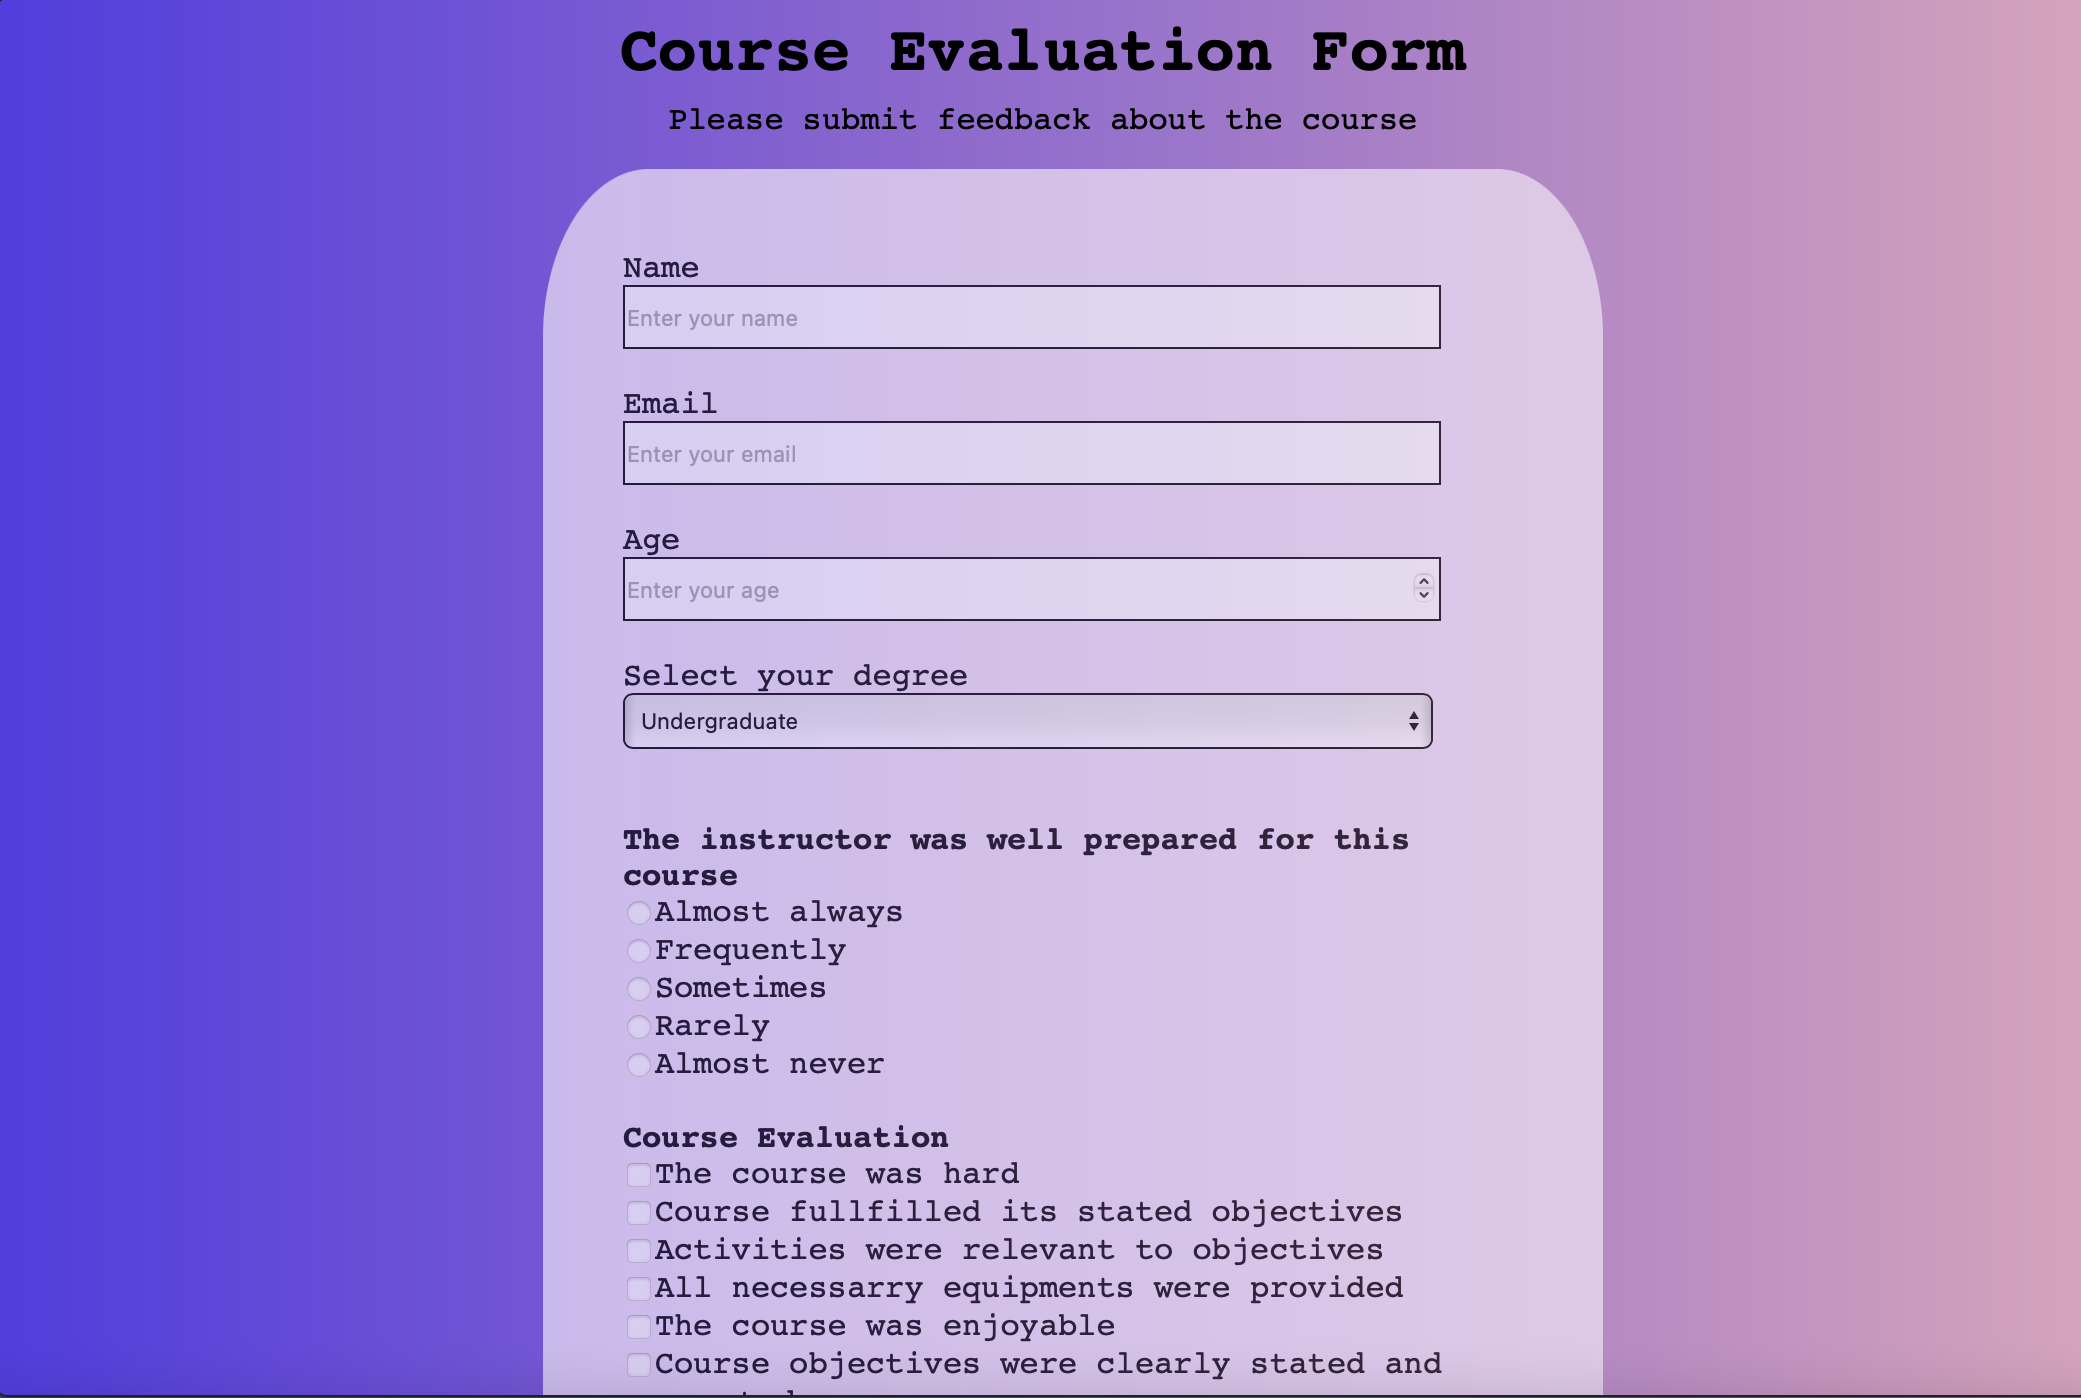 Course Evaluation Form
Please submit feedback about the course
Name
Enter your name
Email
Enter your email
Age
Enter your age
Select your degree
Undergraduate
The instructor was well prepared for this
course
Almost always
Frequently
Sometimes
Rarely
Almost never
Course Evaluation
The course was hard
Course fullfilled its stated objectives
Activities were relevant to objectives
All necessarry equipments were provided
The course was enjoyable
Course objectives were clearly stated and